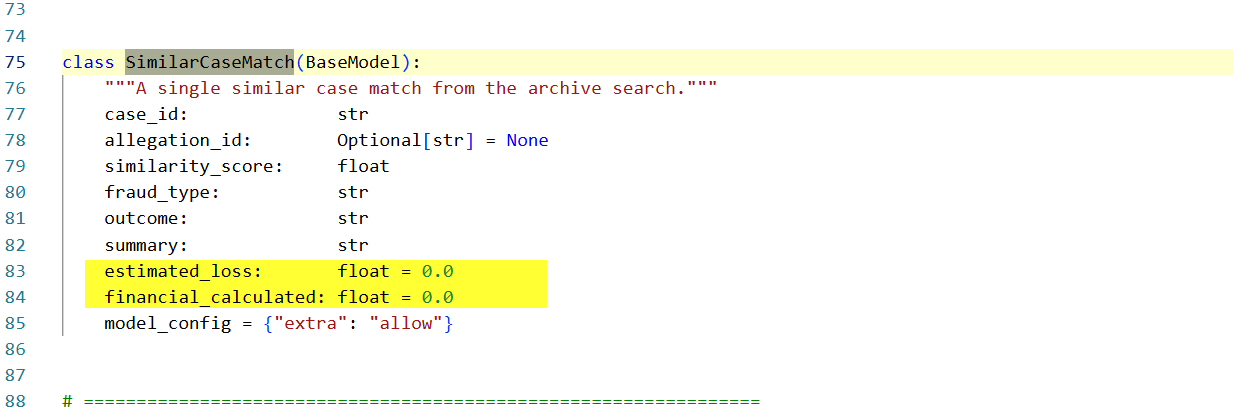 73
74
75 class SimilarCaseMatch(BaseModel):
76     """A single similar case match from the archive search."""
77     case_id:              str
78     allegation_id:        Optional[str] = None
79     similarity_score:     float
80     fraud_type:           str
81     outcome:              str
82     summary:              str
83     estimated_loss:       float = 0.0
84     financial_calculated: float = 0.0
85     model_config = {"extra": "allow"}
86
87
88 # ================================================================